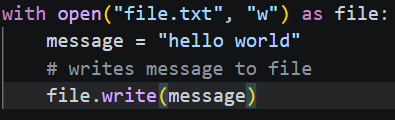 with open("file.txt", "w") as file:
    message = "hello world"
    # writes message to file
    file.write(message)